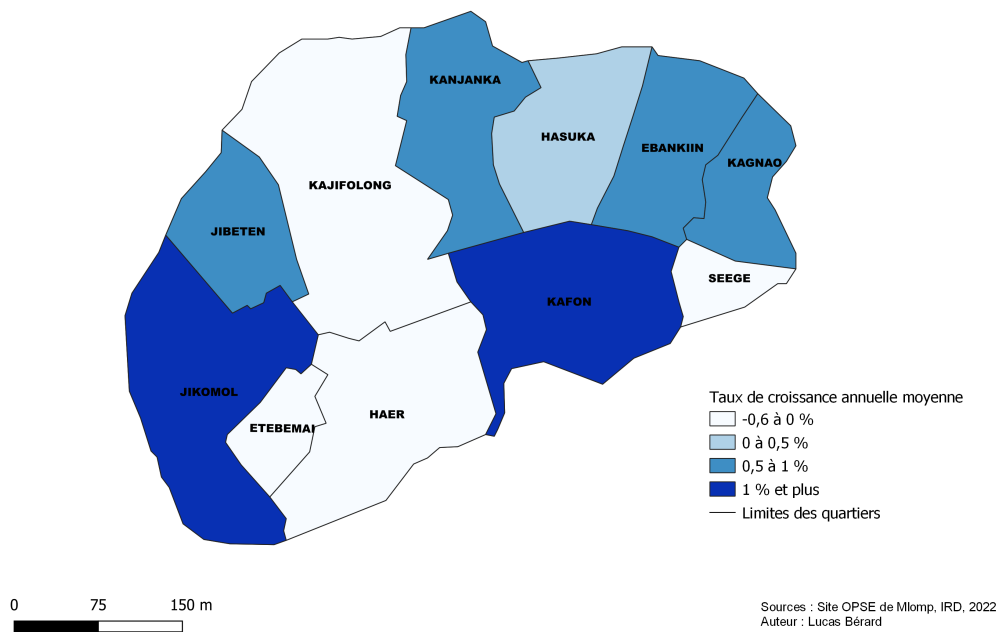 KANJANKA
HASUKA
EBANKIIN
KAGNAO
KAJIFOLONG
JIBETEN
SEEGE
KAFON
JIKOMOL
HAER
ETEBEMAI
Taux de croissance annuelle moyenne
-0,6 à 0 %
0 à 0,5 %
0,5 à 1 %
1 % et plus
Limites des quartiers
0 75 150 m
Sources : Site OPSE de Mlomp, IRD, 2022
Auteur : Lucas Bérard